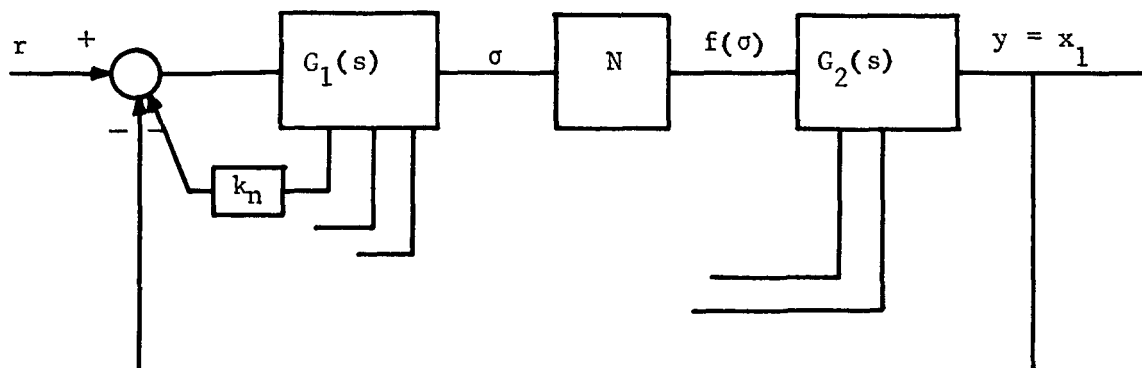 r
+
G₁(s)
σ
N
f(σ)
G₂(s)
y = x₁
− −
kₙ